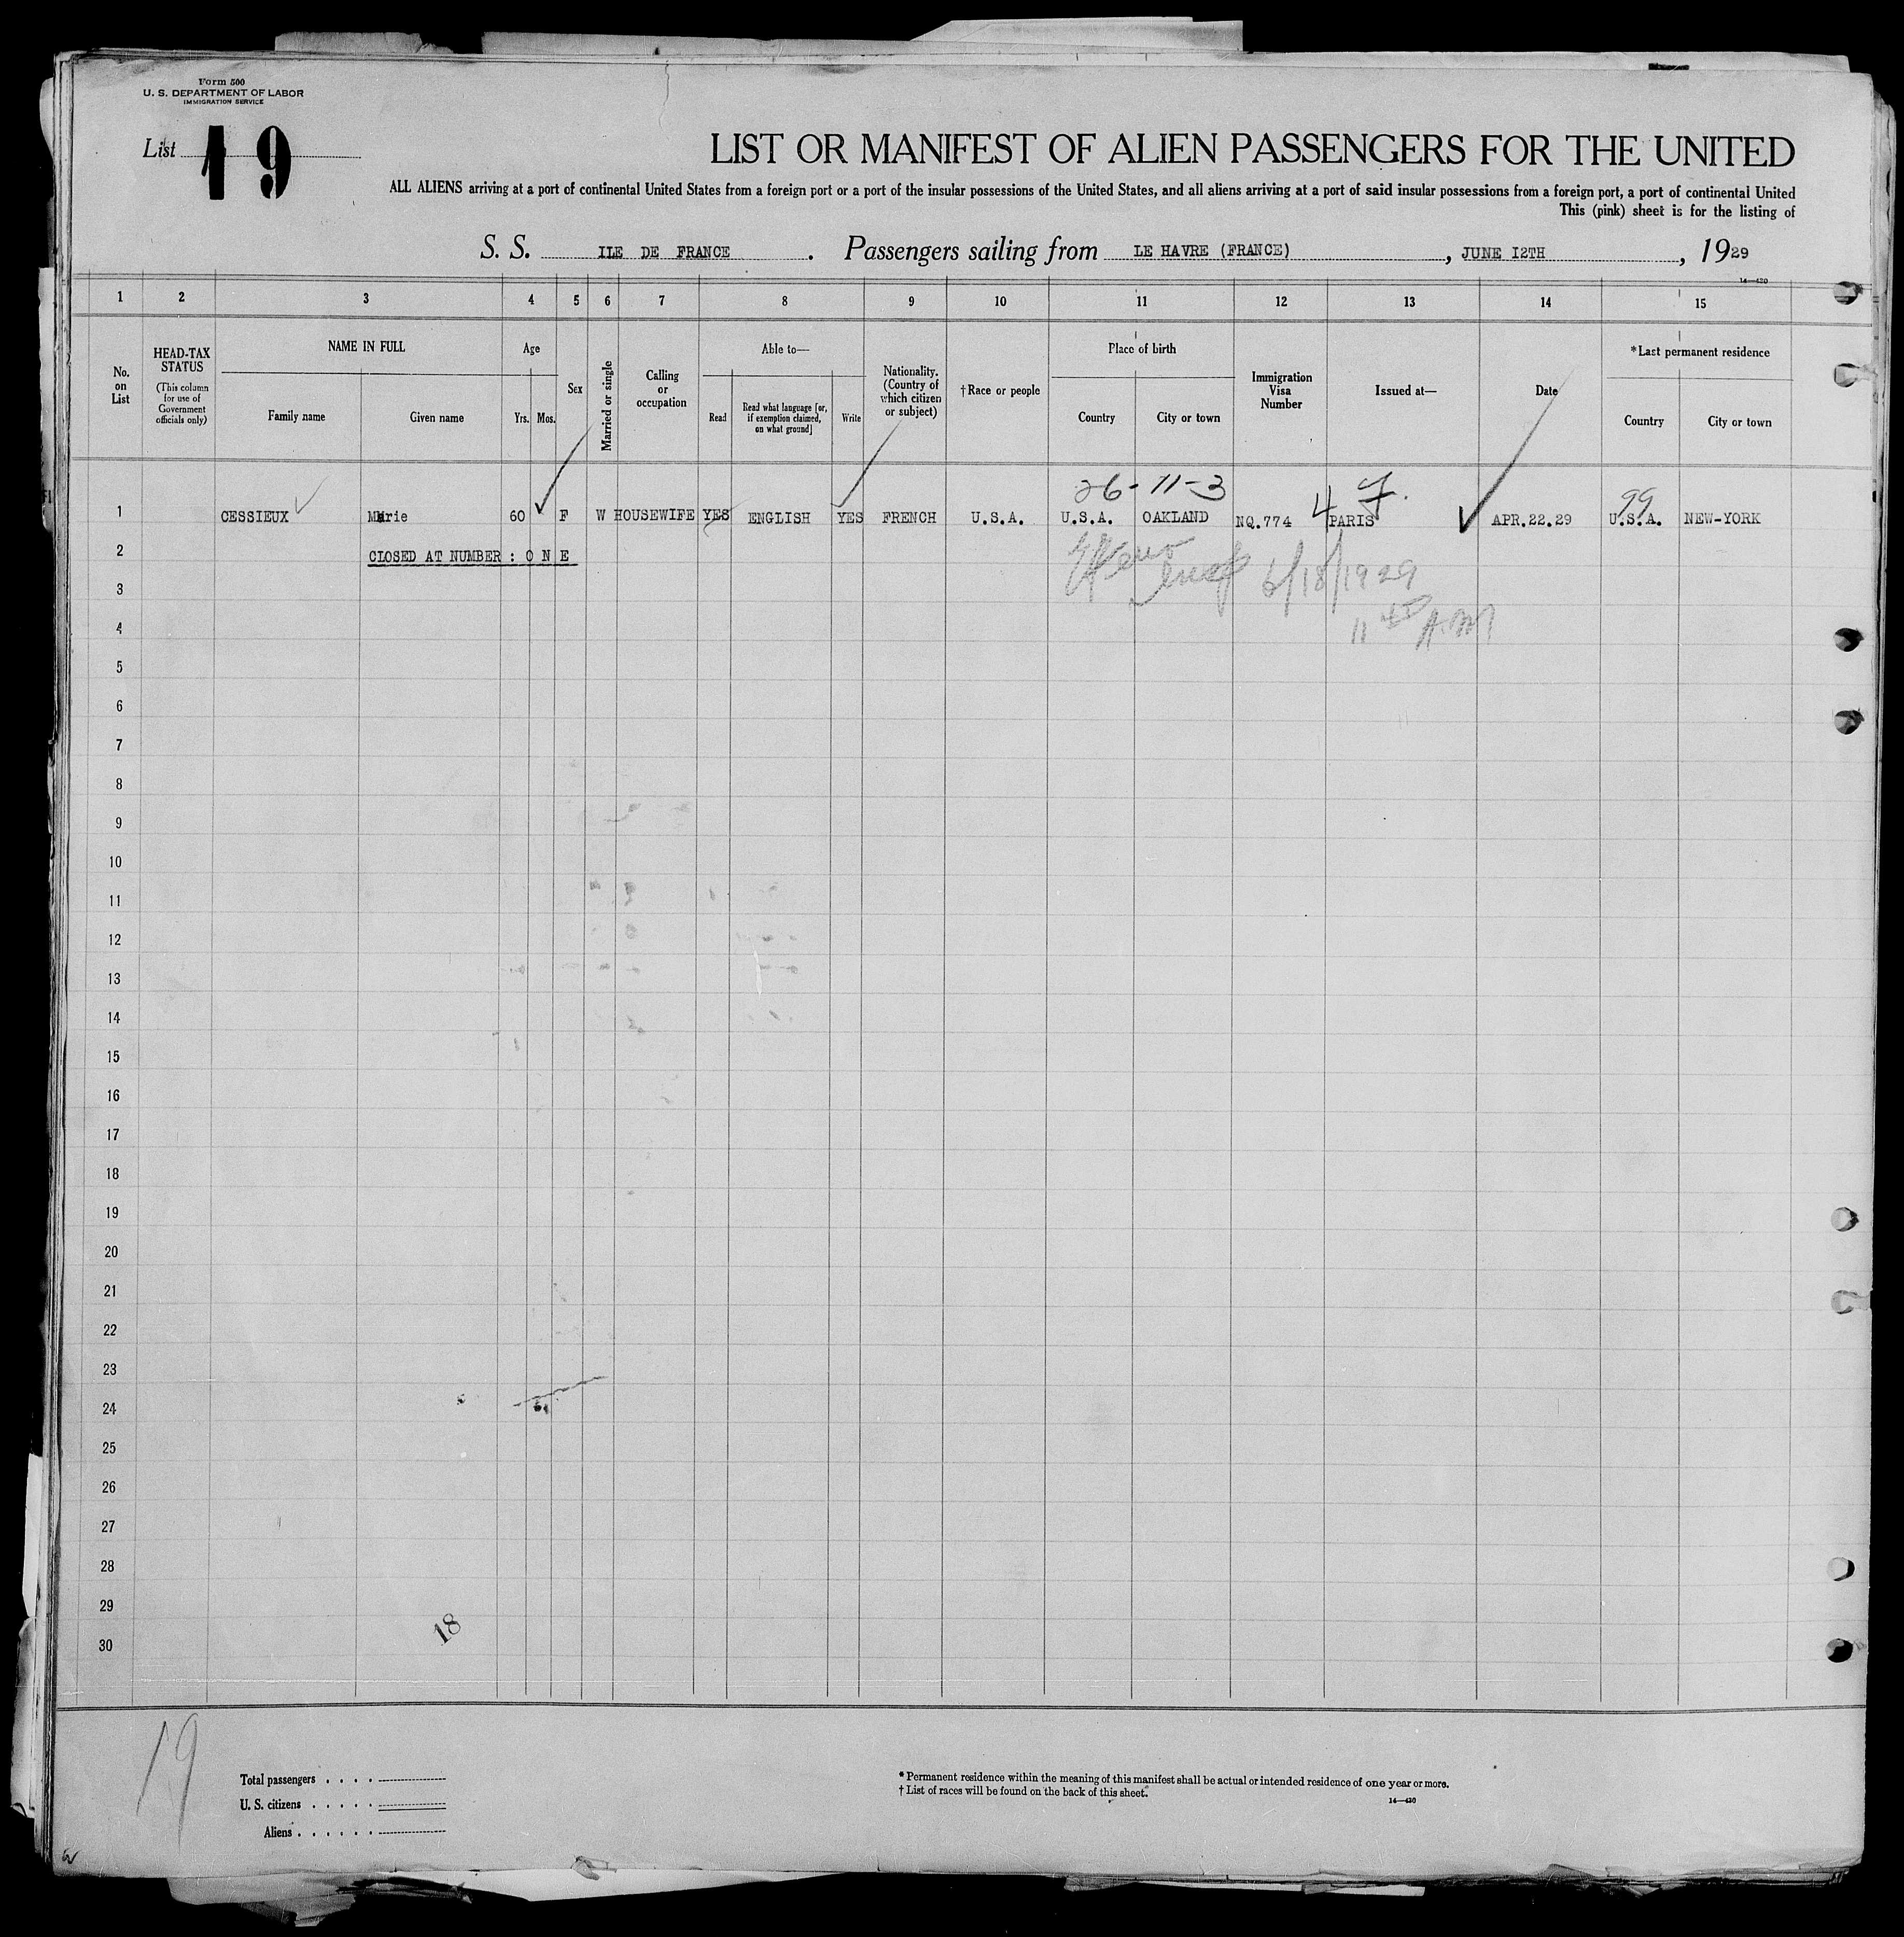 Form 500
U. S. DEPARTMENT OF LABOR
IMMIGRATION SERVICE
List 19
LIST OR MANIFEST OF ALIEN PASSENGERS FOR THE UNITED
ALL ALIENS arriving at a port of continental United States from a foreign port or a port of the insular possessions of the United States, and all aliens arriving at a port of said insular possessions from a foreign port, a port of continental United
This (pink) sheet is for the listing of
S. S. ILE DE FRANCE . Passengers sailing from LE HAVRE (FRANCE) , JUNE I2TH , 1929
14—420
1 2 3 4 5 6 7 8 9 10 11 12 13 14 15
No. on List
HEAD-TAX STATUS (This column for use of Government officials only)
NAME IN FULL
Family name
Given name
Age
Yrs.
Mos.
Sex
Married or single
Calling or occupation
Able to—
Read
Read what language [or, if exemption claimed, on what ground]
Write
Nationality. (Country of which citizen or subject)
†Race or people
Place of birth
Country
City or town
Immigration Visa Number
Issued at—
Date
*Last permanent residence
Country
City or town
26-11-3
4
99
1 CESSIEUX Marie 60 F W HOUSEWIFE YES ENGLISH YES FRENCH U.S.A. U.S.A. OAKLAND NQ.774 PARIS APR.22.29 U.S.A. NEW-YORK
2 CLOSED AT NUMBER : O N E
6/18/1929
3
11 A.M
4
5
6
7
8
9
10
11
12
13
14
15
16
17
18
19
20
21
22
23
24
25
26
27
28
29
30
18
19
Total passengers . . . .
U. S. citizens . . . . .
Aliens . . . . . .
* Permanent residence within the meaning of this manifest shall be actual or intended residence of one year or more.
† List of races will be found on the back of this sheet.
14—420